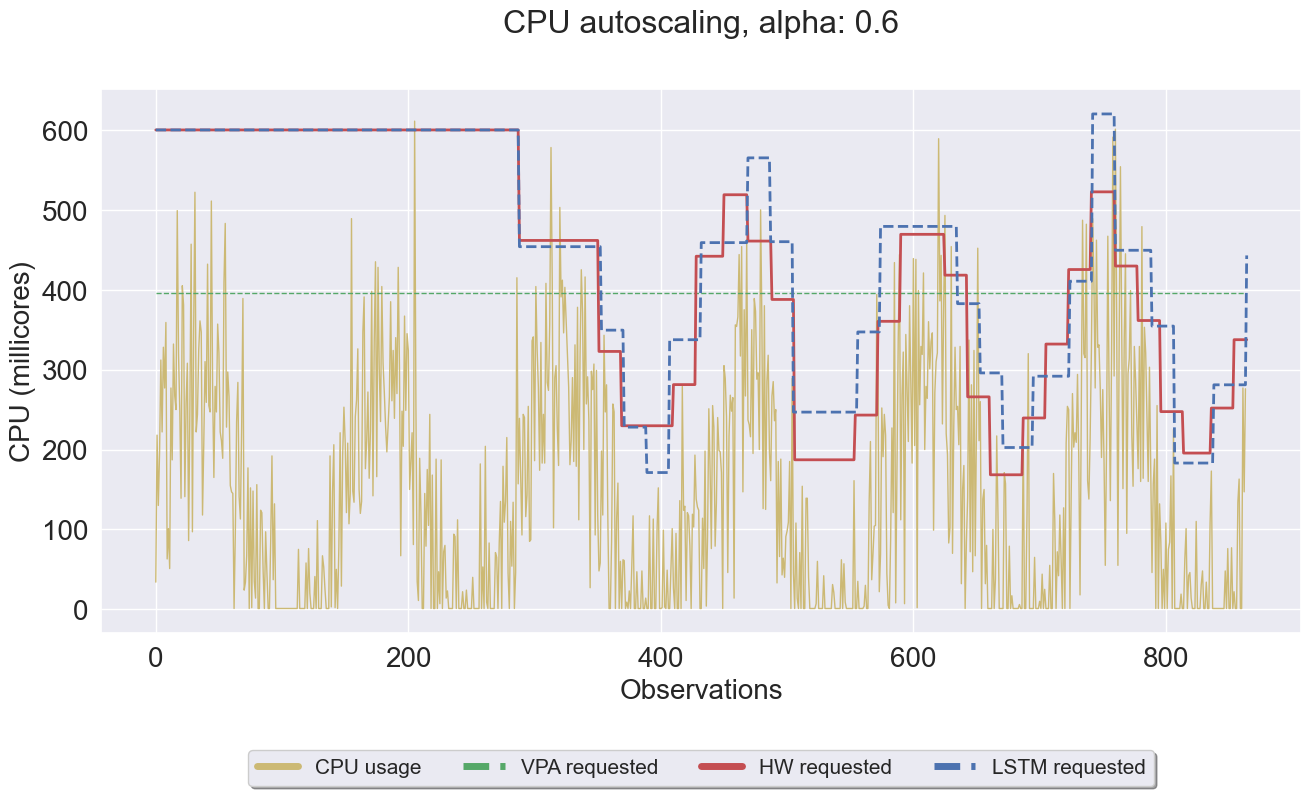 CPU autoscaling, alpha: 0.6
CPU (millicores)
600
500
400
300
200
100
0
0 200 400 600 800
Observations
CPU usage VPA requested HW requested LSTM requested